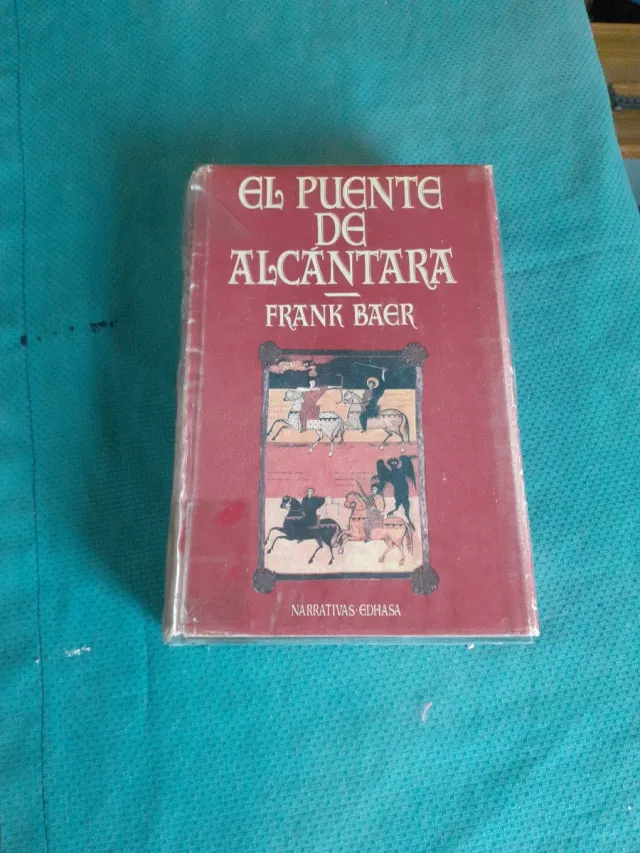 EL PUENTE
DE
ALCÁNTARA
FRANK BAER
NARRATIVAS·EDHASA